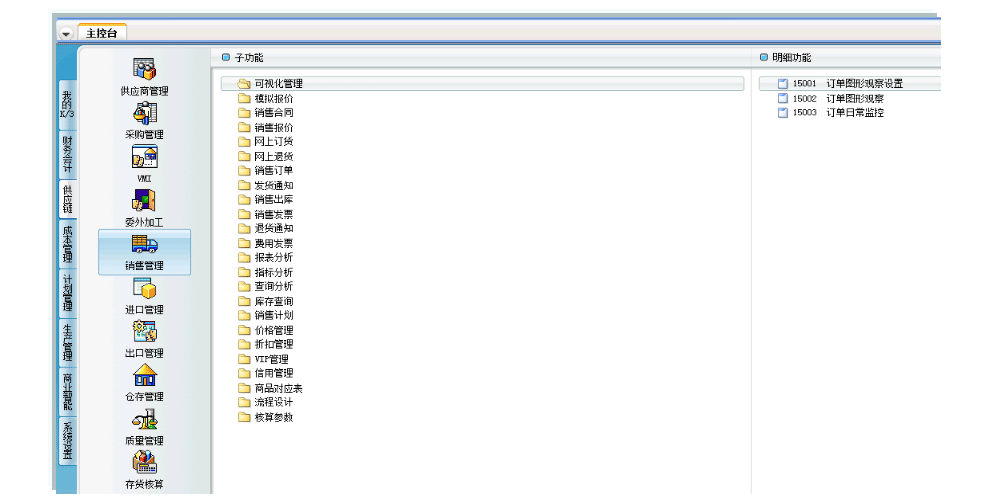 主控台
我的K/3
财务会计
供应链
成本管理
计划管理
生产管理
商业智能
系统设置
供应商管理
采购管理
VMI
委外加工
销售管理
进口管理
出口管理
仓存管理
质量管理
存货核算
子功能
可视化管理
模拟报价
销售合同
销售报价
网上订货
网上退货
销售订单
发货通知
销售出库
销售发票
退货通知
费用发票
报表分析
指标分析
查询分析
库存查询
销售计划
价格管理
折扣管理
VIP管理
信用管理
商品对应表
流程设计
核算参数
明细功能
15001 订单图形观察设置
15002 订单图形观察
15003 订单日常监控